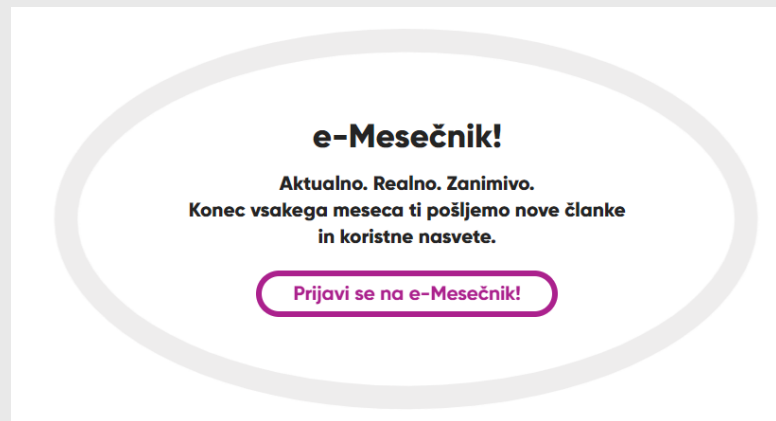 e-Mesečnik!
Aktualno. Realno. Zanimivo.
Konec vsakega meseca ti pošljemo nove članke
in koristne nasvete.
Prijavi se na e-Mesečnik!